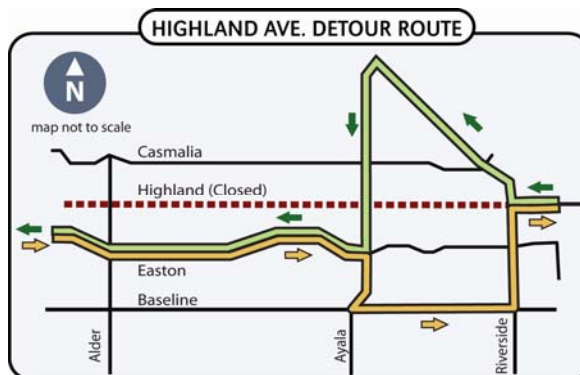 HIGHLAND AVE. DETOUR ROUTE
N
map not to scale
Casmalia
Highland (Closed)
Easton
Baseline
Alder
Ayala
Riverside